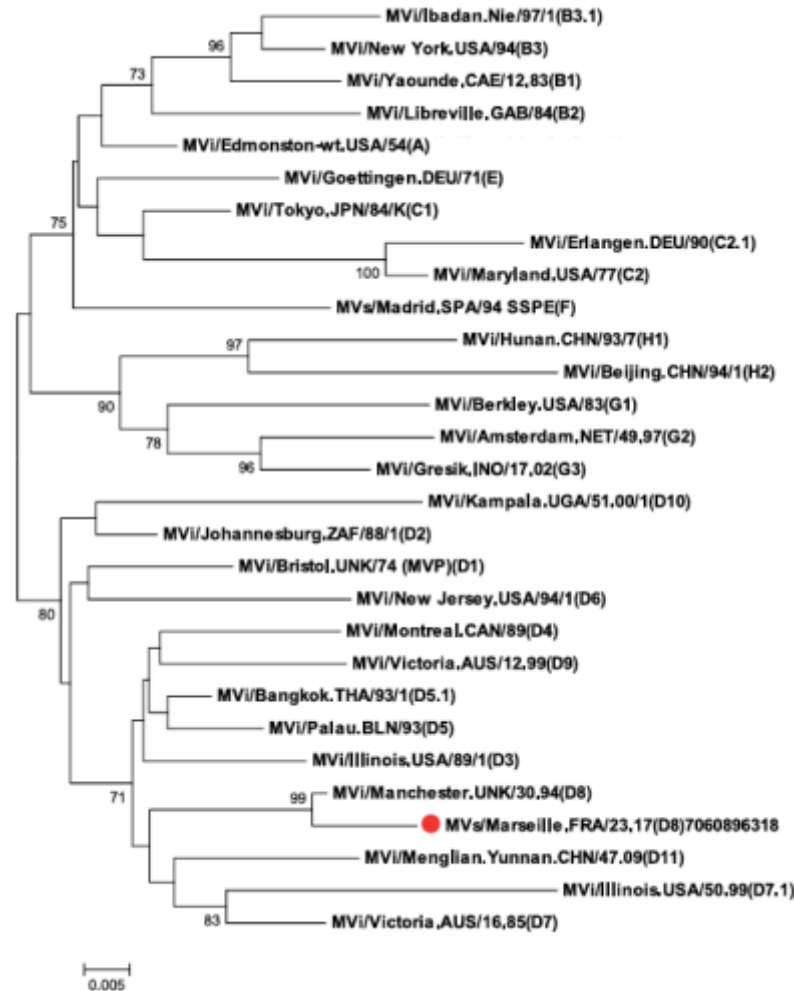 MVi/Ibadan.Nie/97/1(B3.1)
MVi/New York.USA/94(B3)
96
73
MVi/Yaounde.CAE/12.83(B1)
MVi/Libreville.GAB/84(B2)
MVi/Edmonston-wt.USA/54(A)
MVi/Goettingen.DEU/71(E)
75
MVi/Tokyo.JPN/84/K(C1)
MVi/Erlangen.DEU/90(C2.1)
100
MVi/Maryland.USA/77(C2)
MVs/Madrid.SPA/94 SSPE(F)
97
MVi/Hunan.CHN/93/7(H1)
MVi/Beijing.CHN/94/1(H2)
90
MVi/Berkley.USA/83(G1)
78
MVi/Amsterdam.NET/49.97(G2)
96
MVi/Gresik.INO/17.02(G3)
MVi/Kampala.UGA/51.00/1(D10)
MVi/Johannesburg.ZAF/88/1(D2)
MVi/Bristol.UNK/74 (MVP)(D1)
80
MVi/New Jersey.USA/94/1(D6)
MVi/Montreal.CAN/89(D4)
MVi/Victoria.AUS/12.99(D9)
MVi/Bangkok.THA/93/1(D5.1)
MVi/Palau.BLN/93(D5)
MVi/Illinois.USA/89/1(D3)
71
99
MVi/Manchester.UNK/30.94(D8)
MVs/Marseille.FRA/23.17(D8)7060896318
MVi/Menglian.Yunnan.CHN/47.09(D11)
MVi/Illinois.USA/50.99(D7.1)
83
MVi/Victoria.AUS/16.85(D7)
0.005